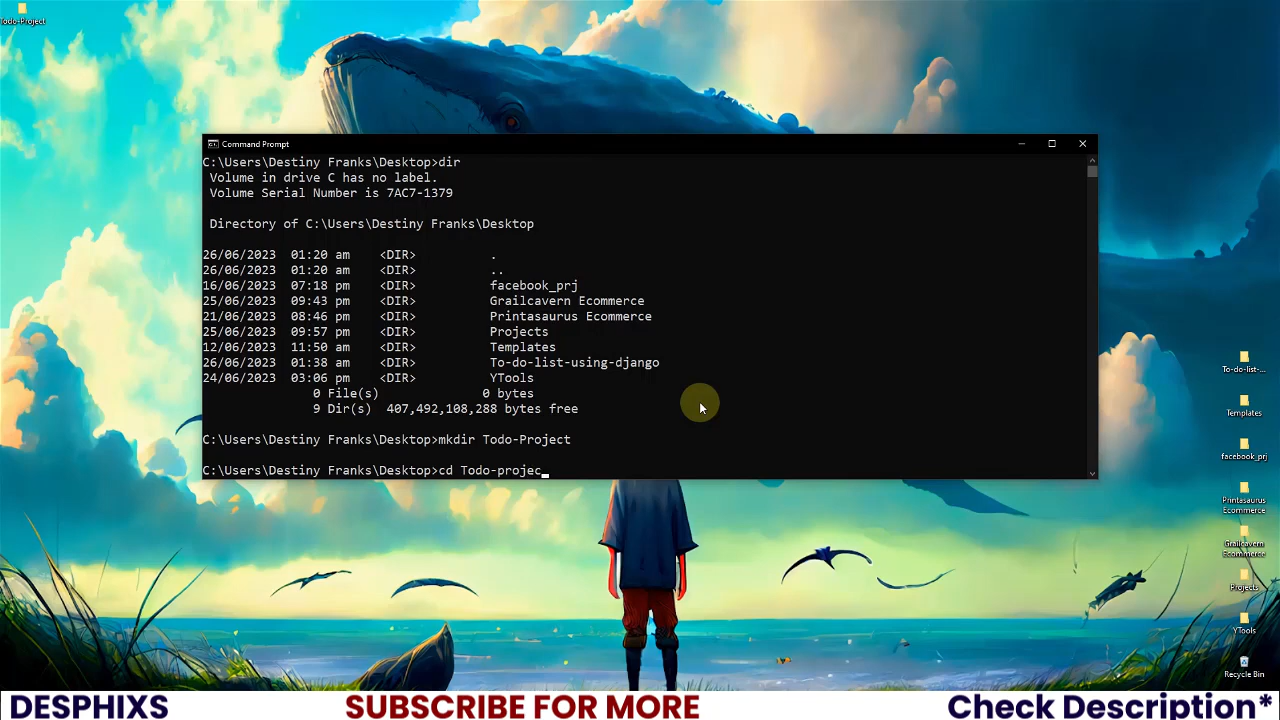 Todo-Project
Command Prompt
C:\Users\Destiny Franks\Desktop>dir
Volume in drive C has no label.
Volume Serial Number is 7AC7-1379
Directory of C:\Users\Destiny Franks\Desktop
26/06/2023  01:20 am    <DIR>          .
26/06/2023  01:20 am    <DIR>          ..
16/06/2023  07:18 pm    <DIR>          facebook_prj
25/06/2023  09:43 pm    <DIR>          Grailcavern Ecommerce
21/06/2023  08:46 pm    <DIR>          Printasaurus Ecommerce
25/06/2023  09:57 pm    <DIR>          Projects
12/06/2023  11:50 am    <DIR>          Templates
26/06/2023  01:38 am    <DIR>          To-do-list-using-django
24/06/2023  03:06 pm    <DIR>          YTools
0 File(s)              0 bytes
9 Dir(s)  407,492,108,288 bytes free
C:\Users\Destiny Franks\Desktop>mkdir Todo-Project
C:\Users\Destiny Franks\Desktop>cd Todo-projec
To-do-list-...
Templates
facebook_prj
Printasaurus
Ecommerce
Grailcavern
Ecommerce
Projects
YTools
Recycle Bin
DESPHIXS
SUBSCRIBE FOR MORE
Check Description*